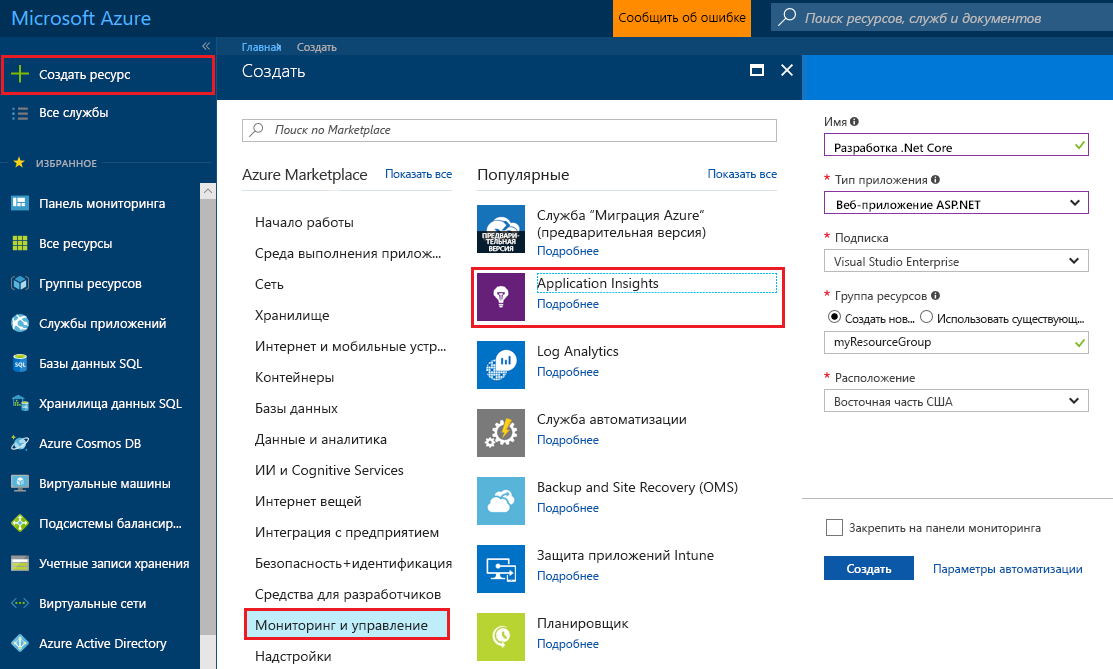 Microsoft Azure
Сообщить об ошибке
Поиск ресурсов, служб и документов
Создать ресурс
Все службы
ИЗБРАННОЕ
Панель мониторинга
Все ресурсы
Группы ресурсов
Службы приложений
Базы данных SQL
Хранилища данных SQL
Azure Cosmos DB
Виртуальные машины
Подсистемы балансир...
Учетные записи хранения
Виртуальные сети
Azure Active Directory
Главная Создать
Создать
Поиск по Marketplace
Azure Marketplace Показать все
Начало работы
Среда выполнения прилож...
Сеть
Хранилище
Интернет и мобильные устр...
Контейнеры
Базы данных
Данные и аналитика
ИИ и Cognitive Services
Интернет вещей
Интеграция с предприятием
Безопасность+идентификация
Средства для разработчиков
Мониторинг и управление
Надстройки
Популярные Показать все
ПРЕДВАРИ-
ТЕЛЬНАЯ
ВЕРСИЯ
Служба "Миграция Azure"
(предварительная версия)
Подробнее
Application Insights
Подробнее
Log Analytics
Подробнее
Служба автоматизации
Подробнее
Backup and Site Recovery (OMS)
Подробнее
Защита приложений Intune
Подробнее
Планировщик
Подробнее
Имя
Разработка .Net Core
* Тип приложения
Веб-приложение ASP.NET
* Подписка
Visual Studio Enterprise
* Группа ресурсов
Создать нов... Использовать существующ...
myResourceGroup
* Расположение
Восточная часть США
Закрепить на панели мониторинга
Создать Параметры автоматизации